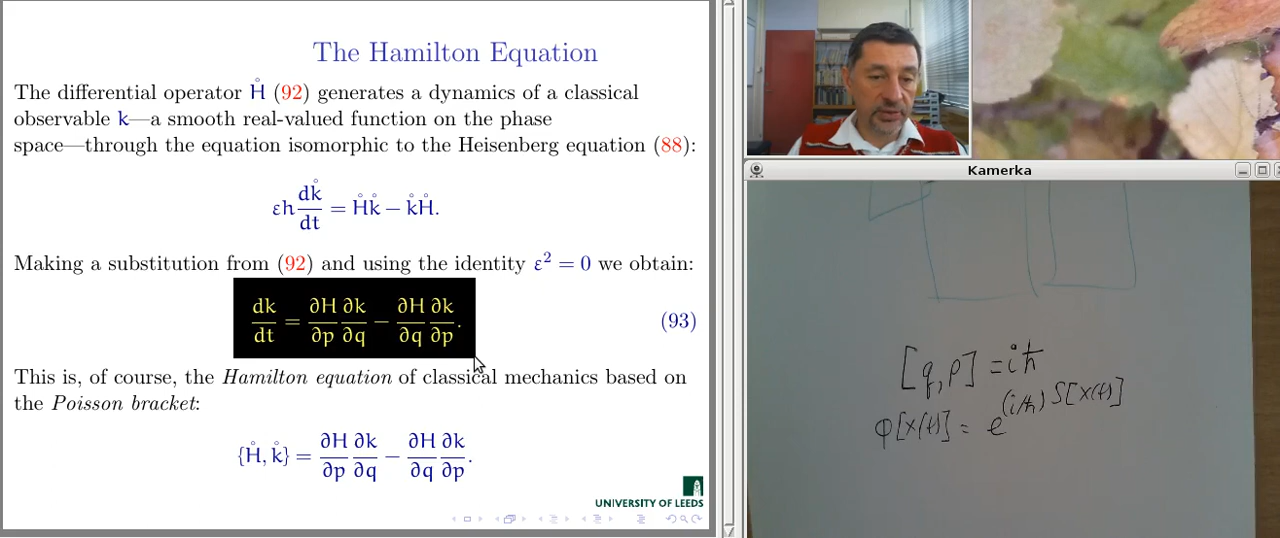 The Hamilton Equation
The differential operator H̊ (92) generates a dynamics of a classical
observable k—a smooth real-valued function on the phase
space—through the equation isomorphic to the Heisenberg equation (88):
εh dk̊/dt = H̊k̊ − k̊H̊.
Making a substitution from (92) and using the identity ε² = 0 we obtain:
dk/dt = ∂H/∂p ∂k/∂q − ∂H/∂q ∂k/∂p. (93)
This is, of course, the Hamilton equation of classical mechanics based on
the Poisson bracket:
{H̊, k̊} = ∂H/∂p ∂k/∂q − ∂H/∂q ∂k/∂p.
UNIVERSITY OF LEEDS
Kamerka
[q,p] = iℏ
φ[x(t)] = e^(i/ℏ) S[x(t)]